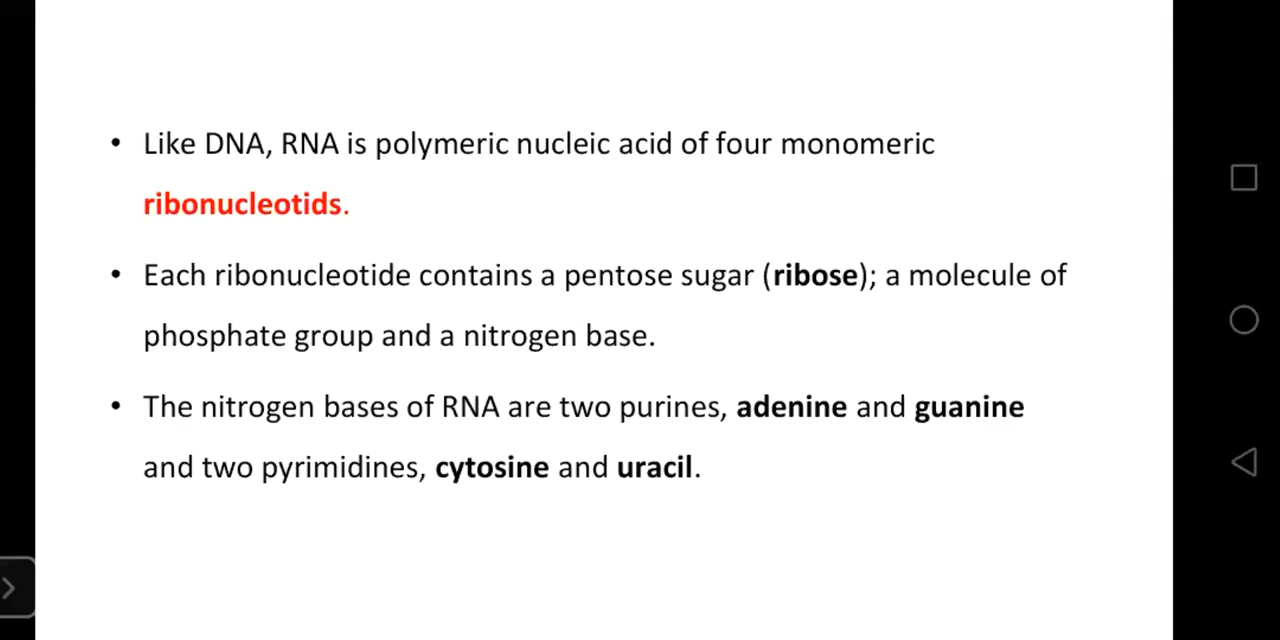 • Like DNA, RNA is polymeric nucleic acid of four monomeric
ribonucleotids.
• Each ribonucleotide contains a pentose sugar (ribose); a molecule of
phosphate group and a nitrogen base.
• The nitrogen bases of RNA are two purines, adenine and guanine
and two pyrimidines, cytosine and uracil.